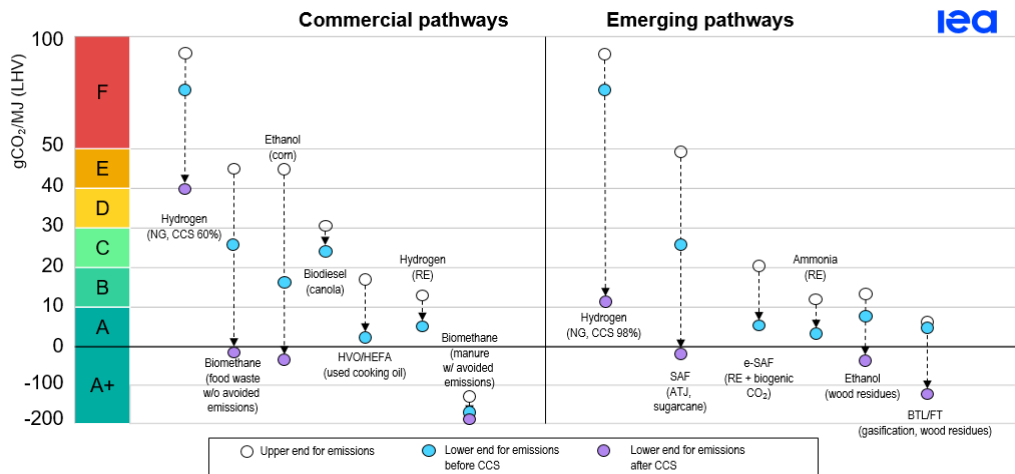 Commercial pathways
Emerging pathways
iea
gCO₂/MJ (LHV)
100
50
40
30
20
10
0
-100
-200
F
E
D
C
B
A
A+
Hydrogen
(NG, CCS 60%)
Biomethane
(food waste
w/o avoided
emissions)
Ethanol
(corn)
Biodiesel
(canola)
HVO/HEFA
(used cooking oil)
Hydrogen
(RE)
Biomethane
(manure
w/ avoided
emissions)
Hydrogen
(NG, CCS 98%)
SAF
(ATJ,
sugarcane)
e-SAF
(RE + biogenic
CO₂)
Ammonia
(RE)
Ethanol
(wood residues)
BTL/FT
(gasification, wood residues)
Upper end for emissions
Lower end for emissions
before CCS
Lower end for emissions
after CCS